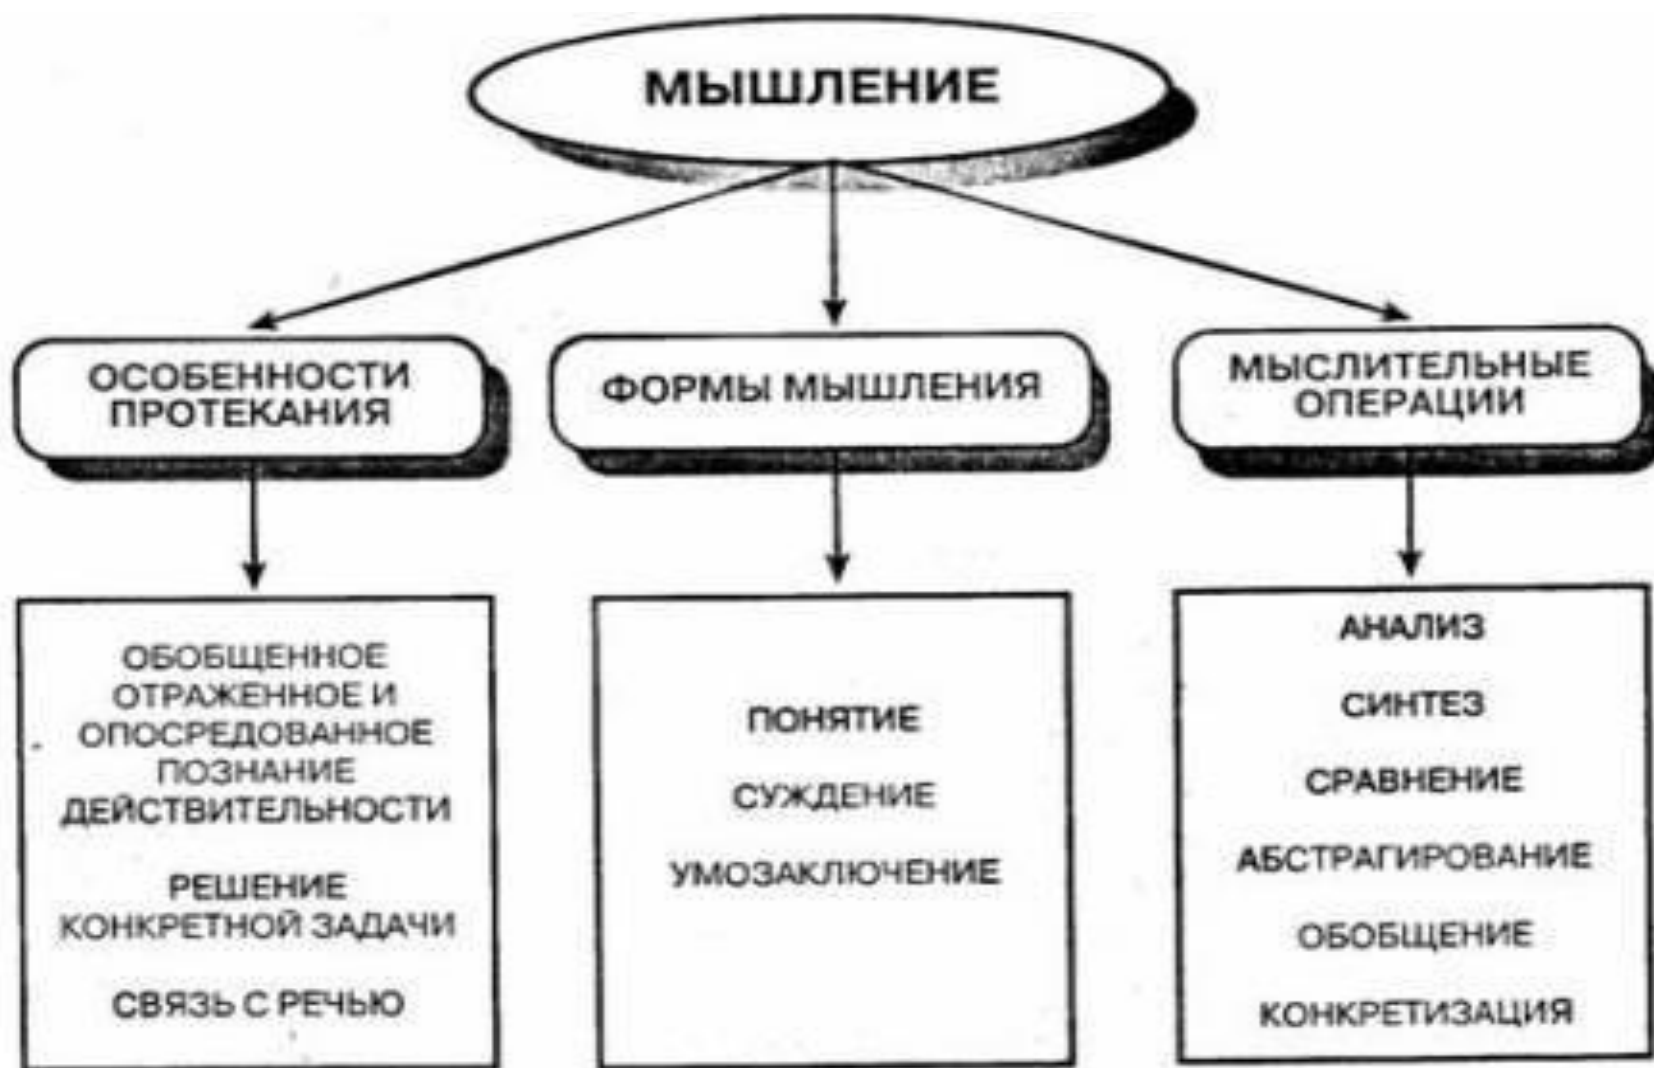 МЫШЛЕНИЕ
ОСОБЕННОСТИ
ПРОТЕКАНИЯ
ФОРМЫ МЫШЛЕНИЯ
МЫСЛИТЕЛЬНЫЕ
ОПЕРАЦИИ
ОБОБЩЕННОЕ
ОТРАЖЕННОЕ И
ОПОСРЕДОВАННОЕ
ПОЗНАНИЕ
ДЕЙСТВИТЕЛЬНОСТИ
РЕШЕНИЕ
КОНКРЕТНОЙ ЗАДАЧИ
СВЯЗЬ С РЕЧЬЮ
ПОНЯТИЕ
СУЖДЕНИЕ
УМОЗАКЛЮЧЕНИЕ
АНАЛИЗ
СИНТЕЗ
СРАВНЕНИЕ
АБСТРАГИРОВАНИЕ
ОБОБЩЕНИЕ
КОНКРЕТИЗАЦИЯ